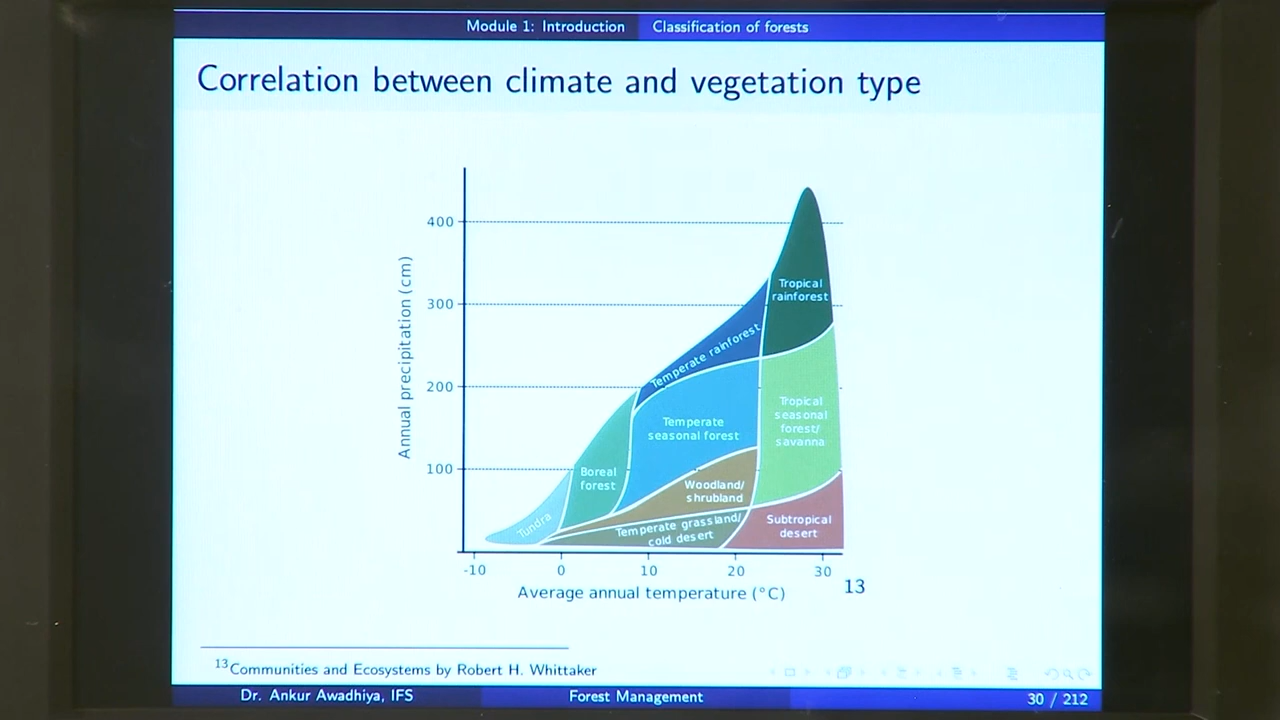 Module 1: Introduction
Classification of forests
Correlation between climate and vegetation type
Annual precipitation (cm)
400
300
200
100
Tropical
rainforest
Temperate rainforest
Tropical
seasonal
forest/
savanna
Temperate
seasonal forest
Boreal
forest
Woodland/
shrubland
Tundra
Temperate grassland/
cold desert
Subtropical
desert
-10 0 10 20 30
Average annual temperature (°C)
13
13Communities and Ecosystems by Robert H. Whittaker
Dr. Ankur Awadhiya, IFS
Forest Management
30 / 212